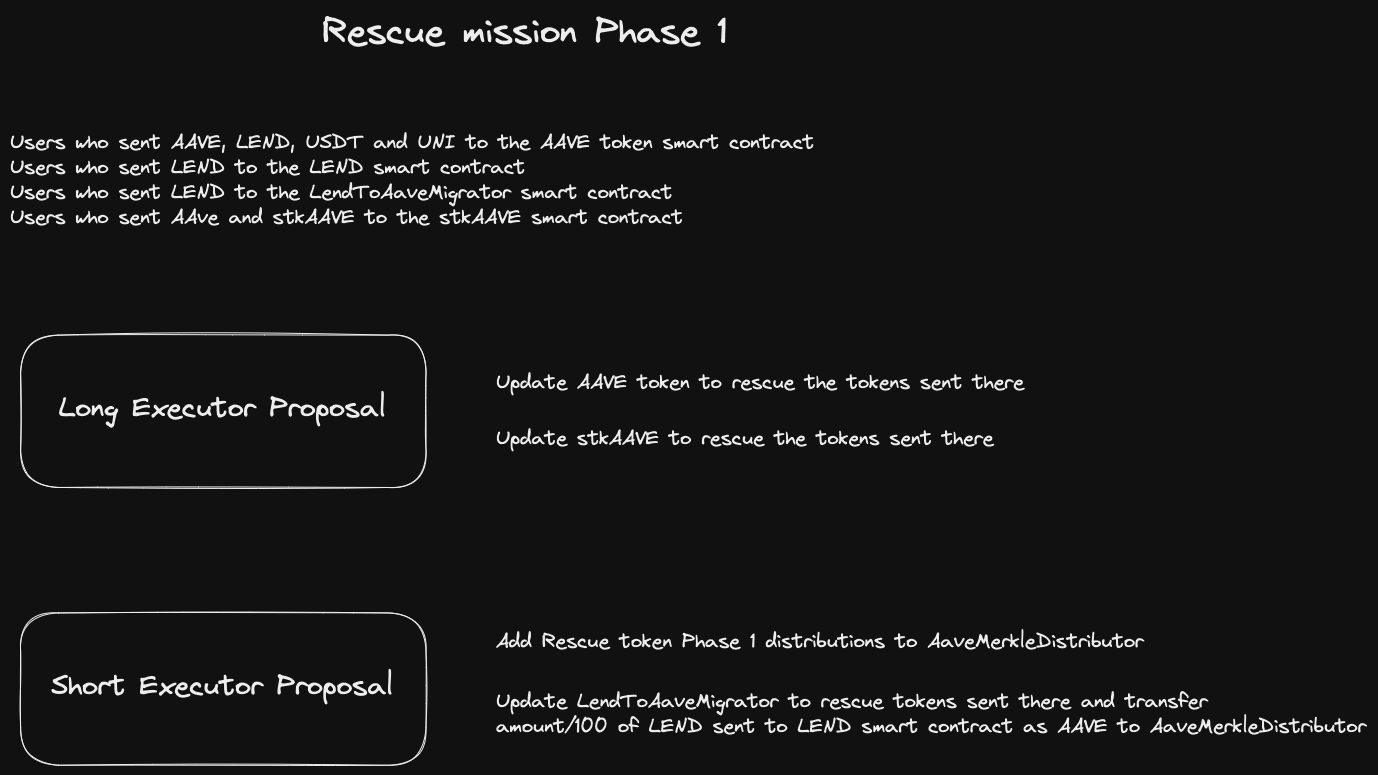 Rescue mission Phase 1
Users who sent AAVE, LEND, USDT and UNI to the AAVE token smart contract
Users who sent LEND to the LEND smart contract
Users who sent LEND to the LendToAaveMigrator smart contract
Users who sent AAve and stkAAVE to the stkAAVE smart contract
Long Executor Proposal
Update AAVE token to rescue the tokens sent there
Update stkAAVE to rescue the tokens sent there
Short Executor Proposal
Add Rescue token Phase 1 distributions to AaveMerkleDistributor
Update LendToAaveMigrator to rescue tokens sent there and transfer
amount/100 of LEND sent to LEND smart contract as AAVE to AaveMerkleDistributor